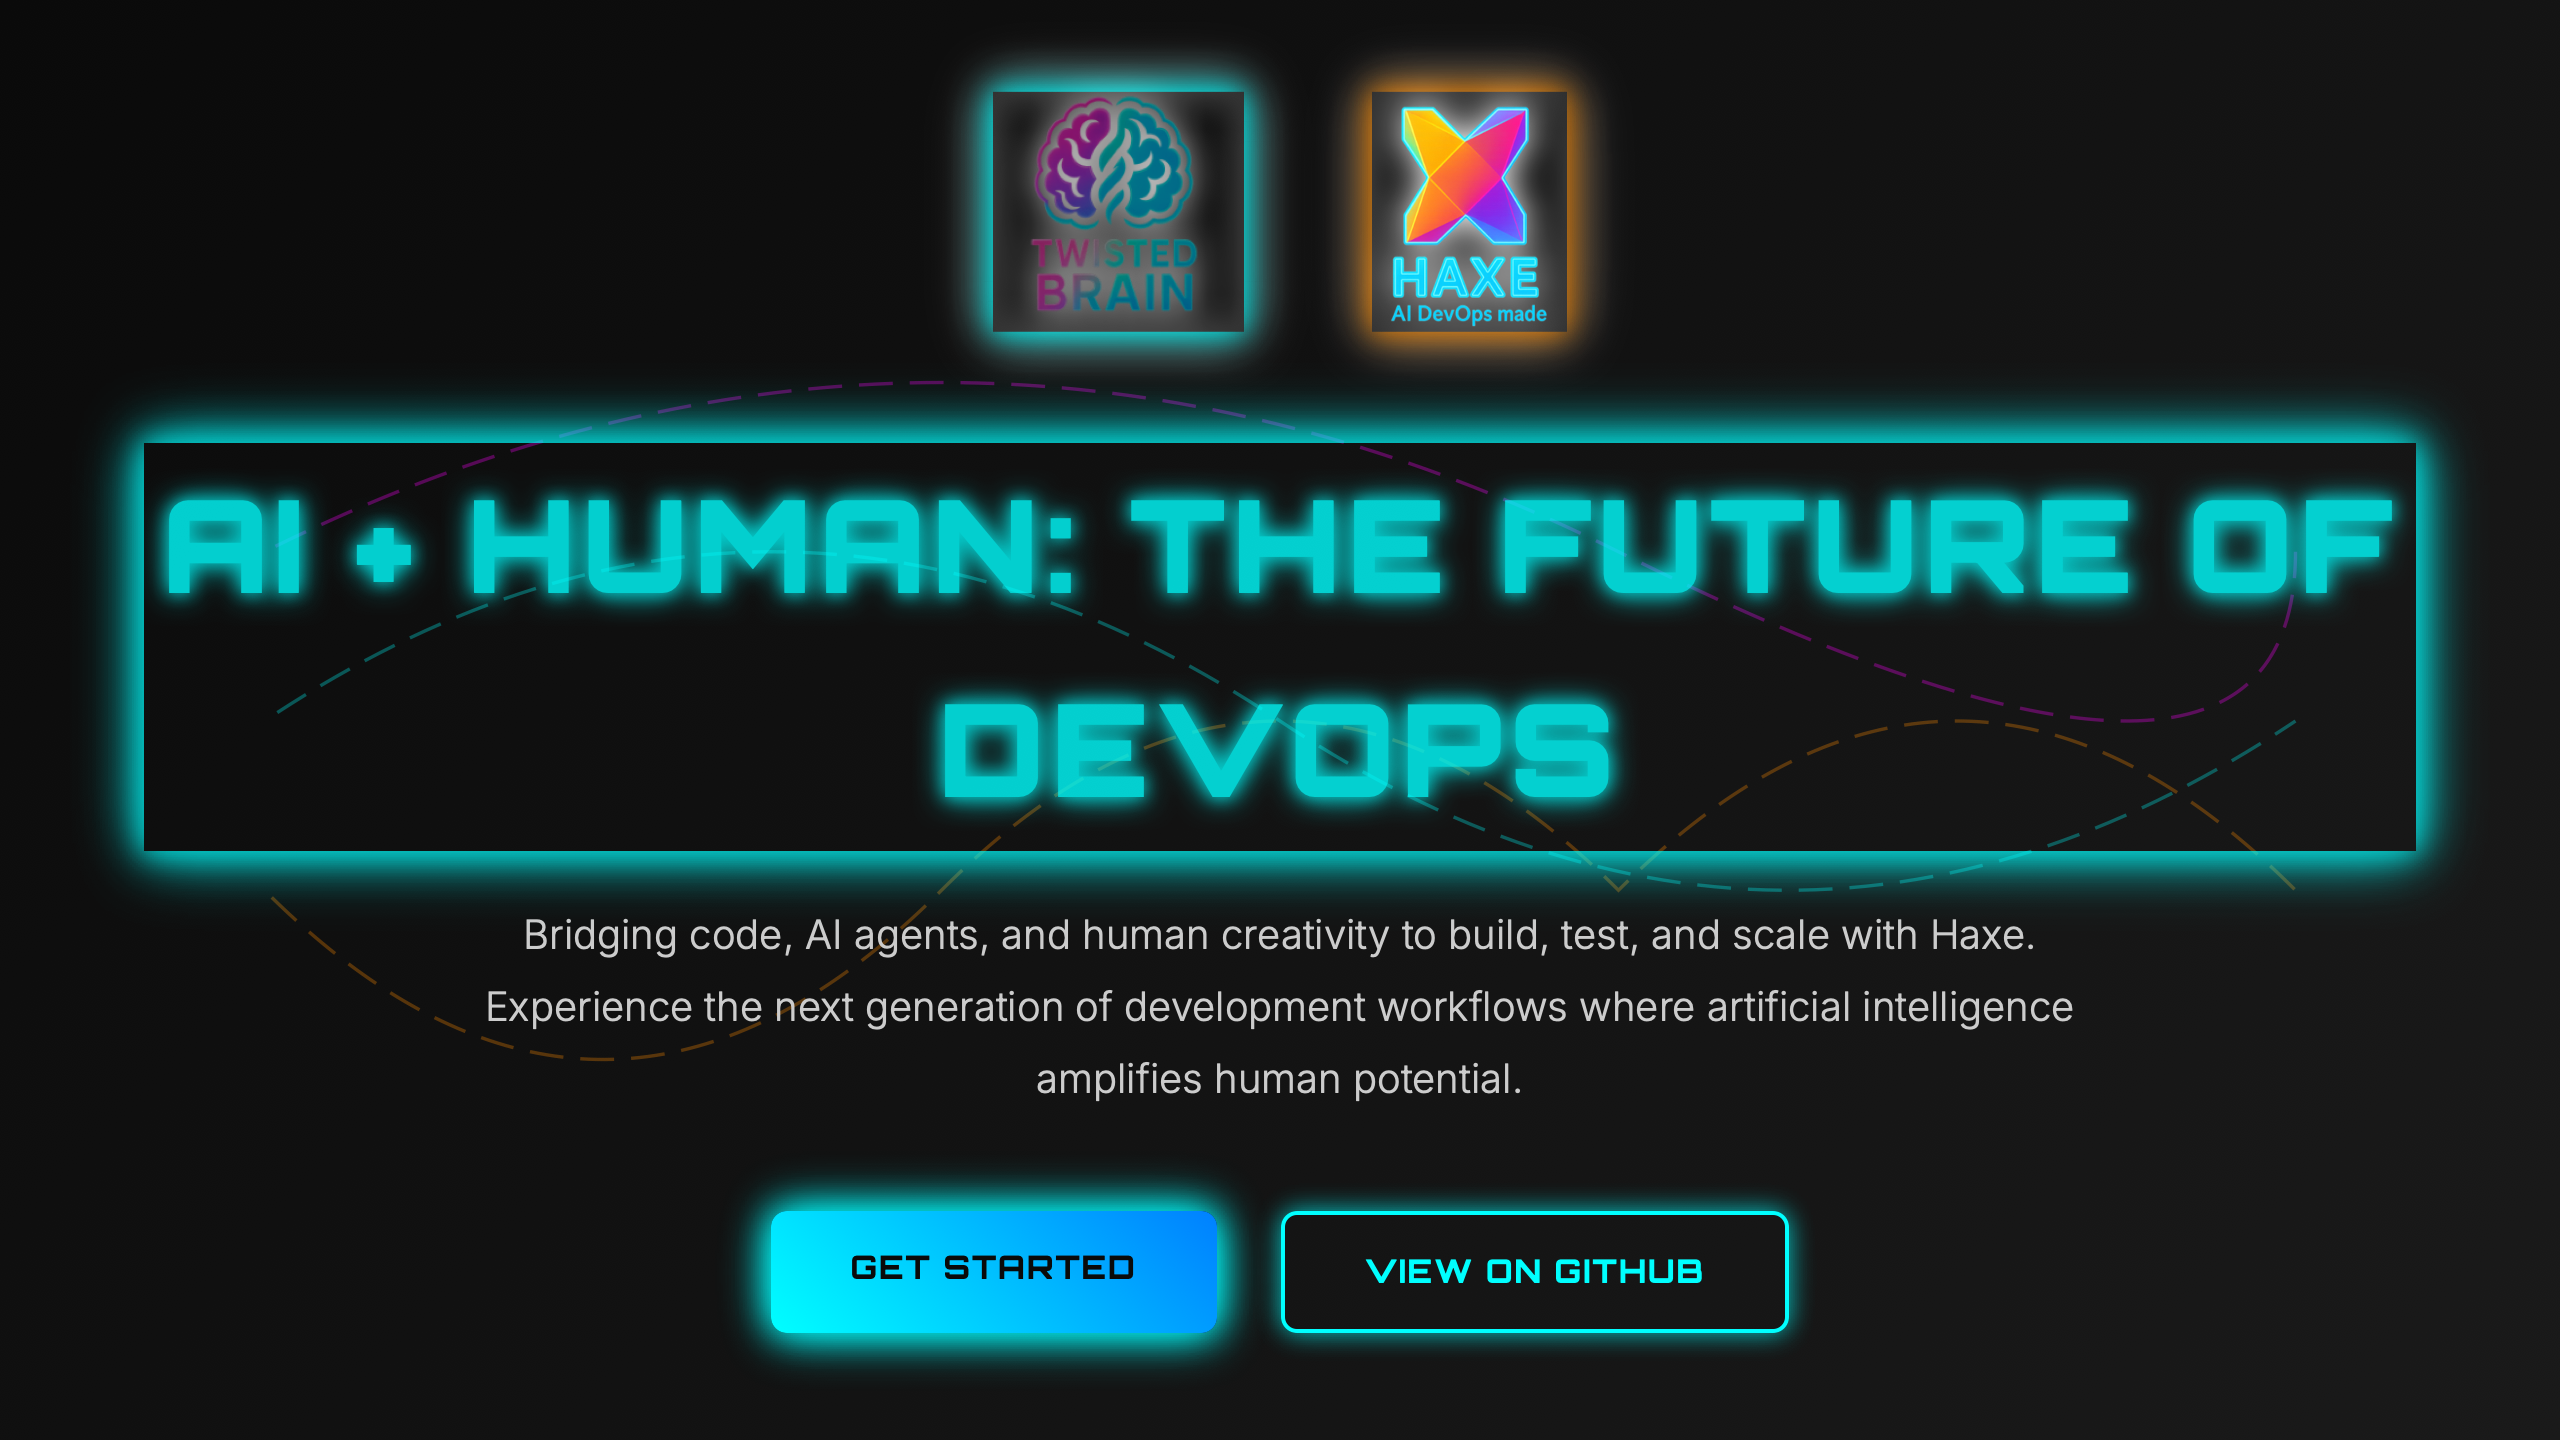 TWISTED
BRAIN
HAXE
AI DevOps made
AI + HUMAN: THE FUTURE OF
DEVOPS
Bridging code, AI agents, and human creativity to build, test, and scale with Haxe.
Experience the next generation of development workflows where artificial intelligence
amplifies human potential.
GET STARTED
VIEW ON GITHUB